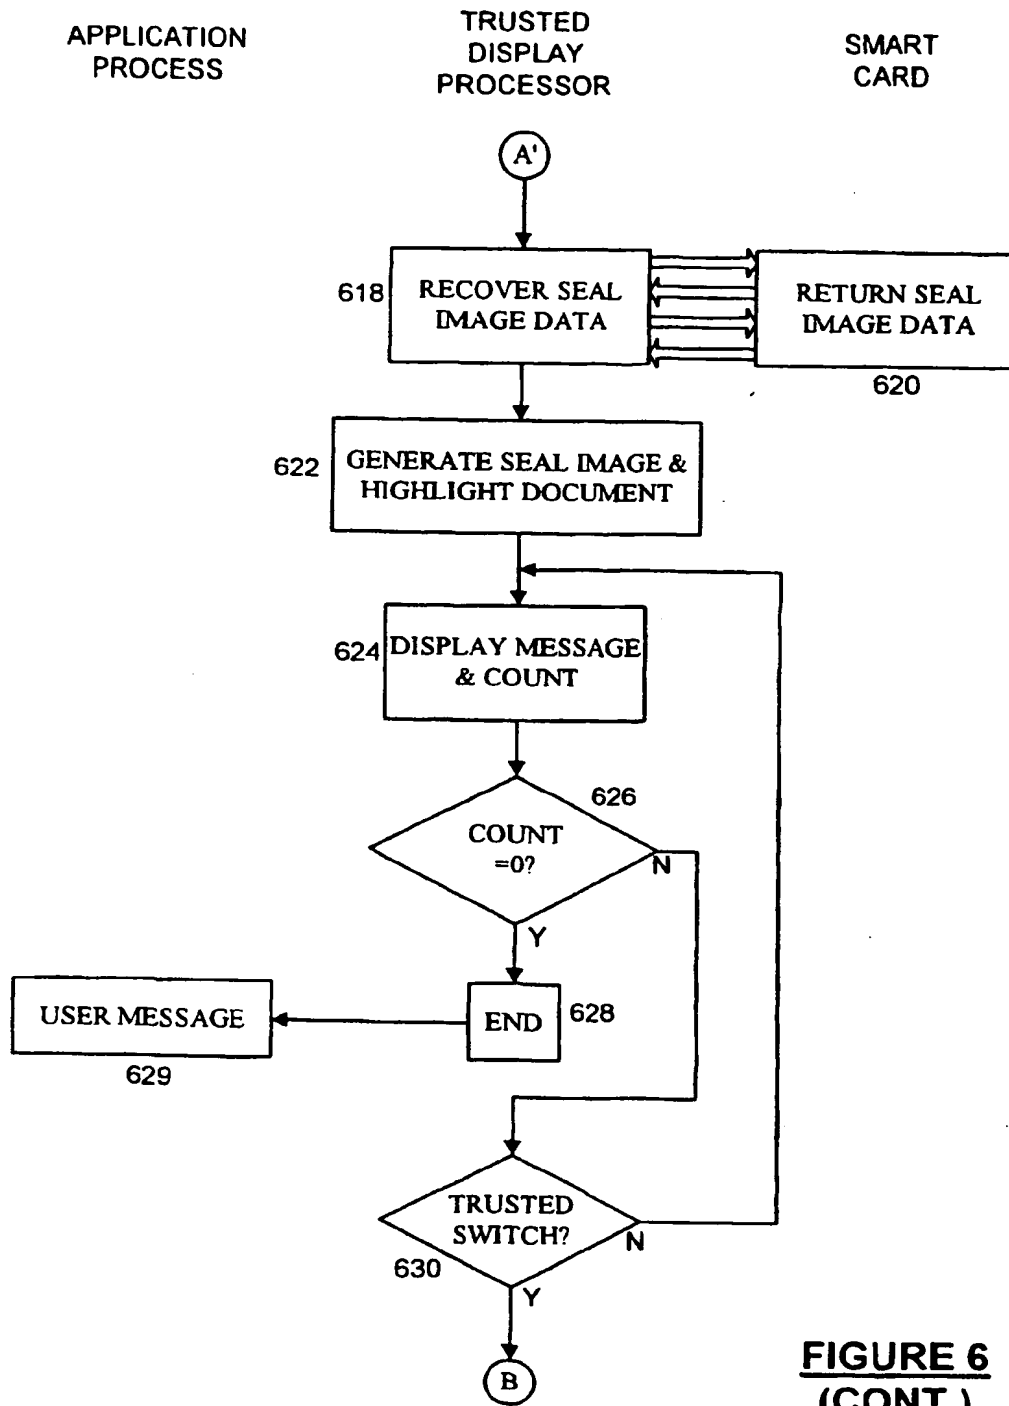 APPLICATION
PROCESS
TRUSTED
DISPLAY
PROCESSOR
SMART
CARD
A'
618
RECOVER SEAL
IMAGE DATA
RETURN SEAL
IMAGE DATA
620
622
GENERATE SEAL IMAGE &
HIGHLIGHT DOCUMENT
624
DISPLAY MESSAGE
& COUNT
626
COUNT
=0?
N
Y
USER MESSAGE
629
END
628
TRUSTED
SWITCH?
N
630
Y
B
FIGURE 6
(CONT.)